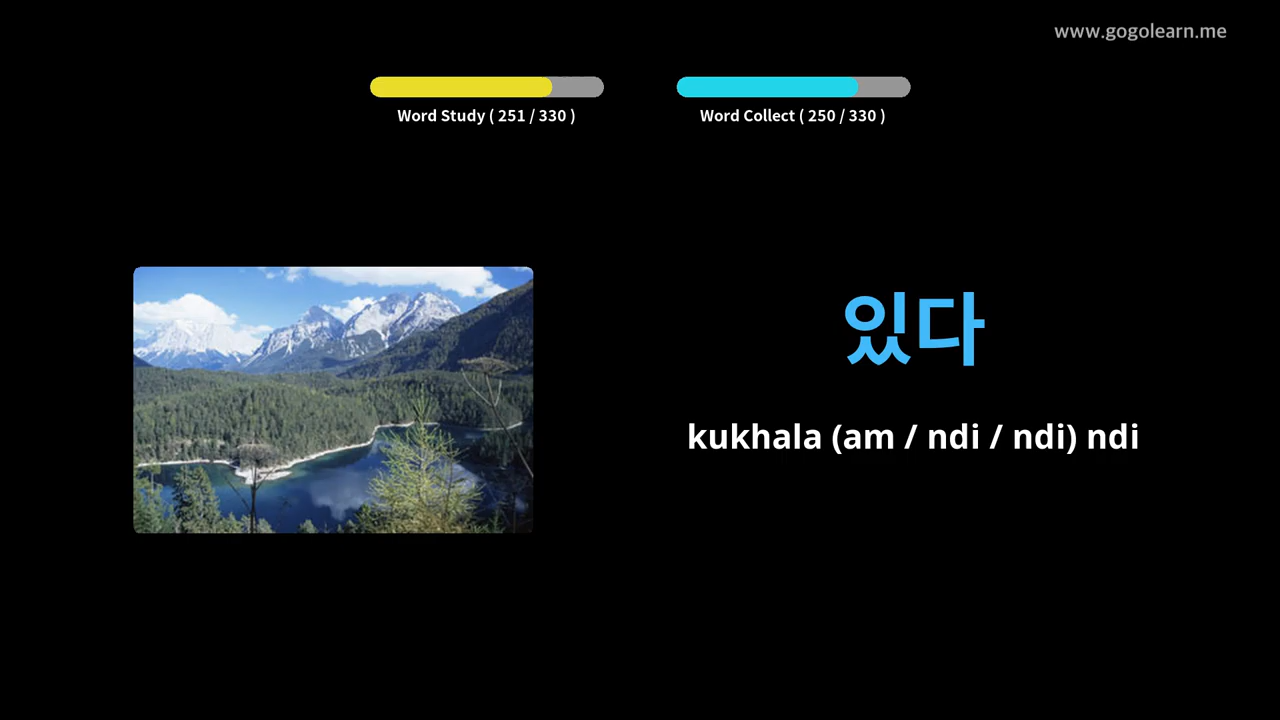 www.gogolearn.me
Word Study ( 251 / 330 )
Word Collect ( 250 / 330 )
있다
kukhala (am / ndi / ndi) ndi